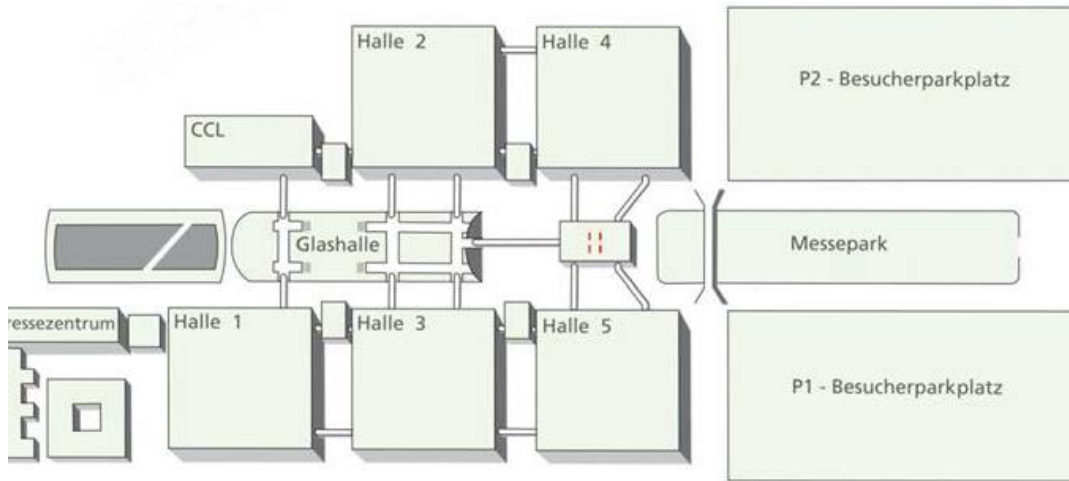 Halle 2
Halle 4
P2 - Besucherparkplatz
CCL
Glashalle
Messepark
ressezentrum
Halle 1
Halle 3
Halle 5
P1 - Besucherparkplatz